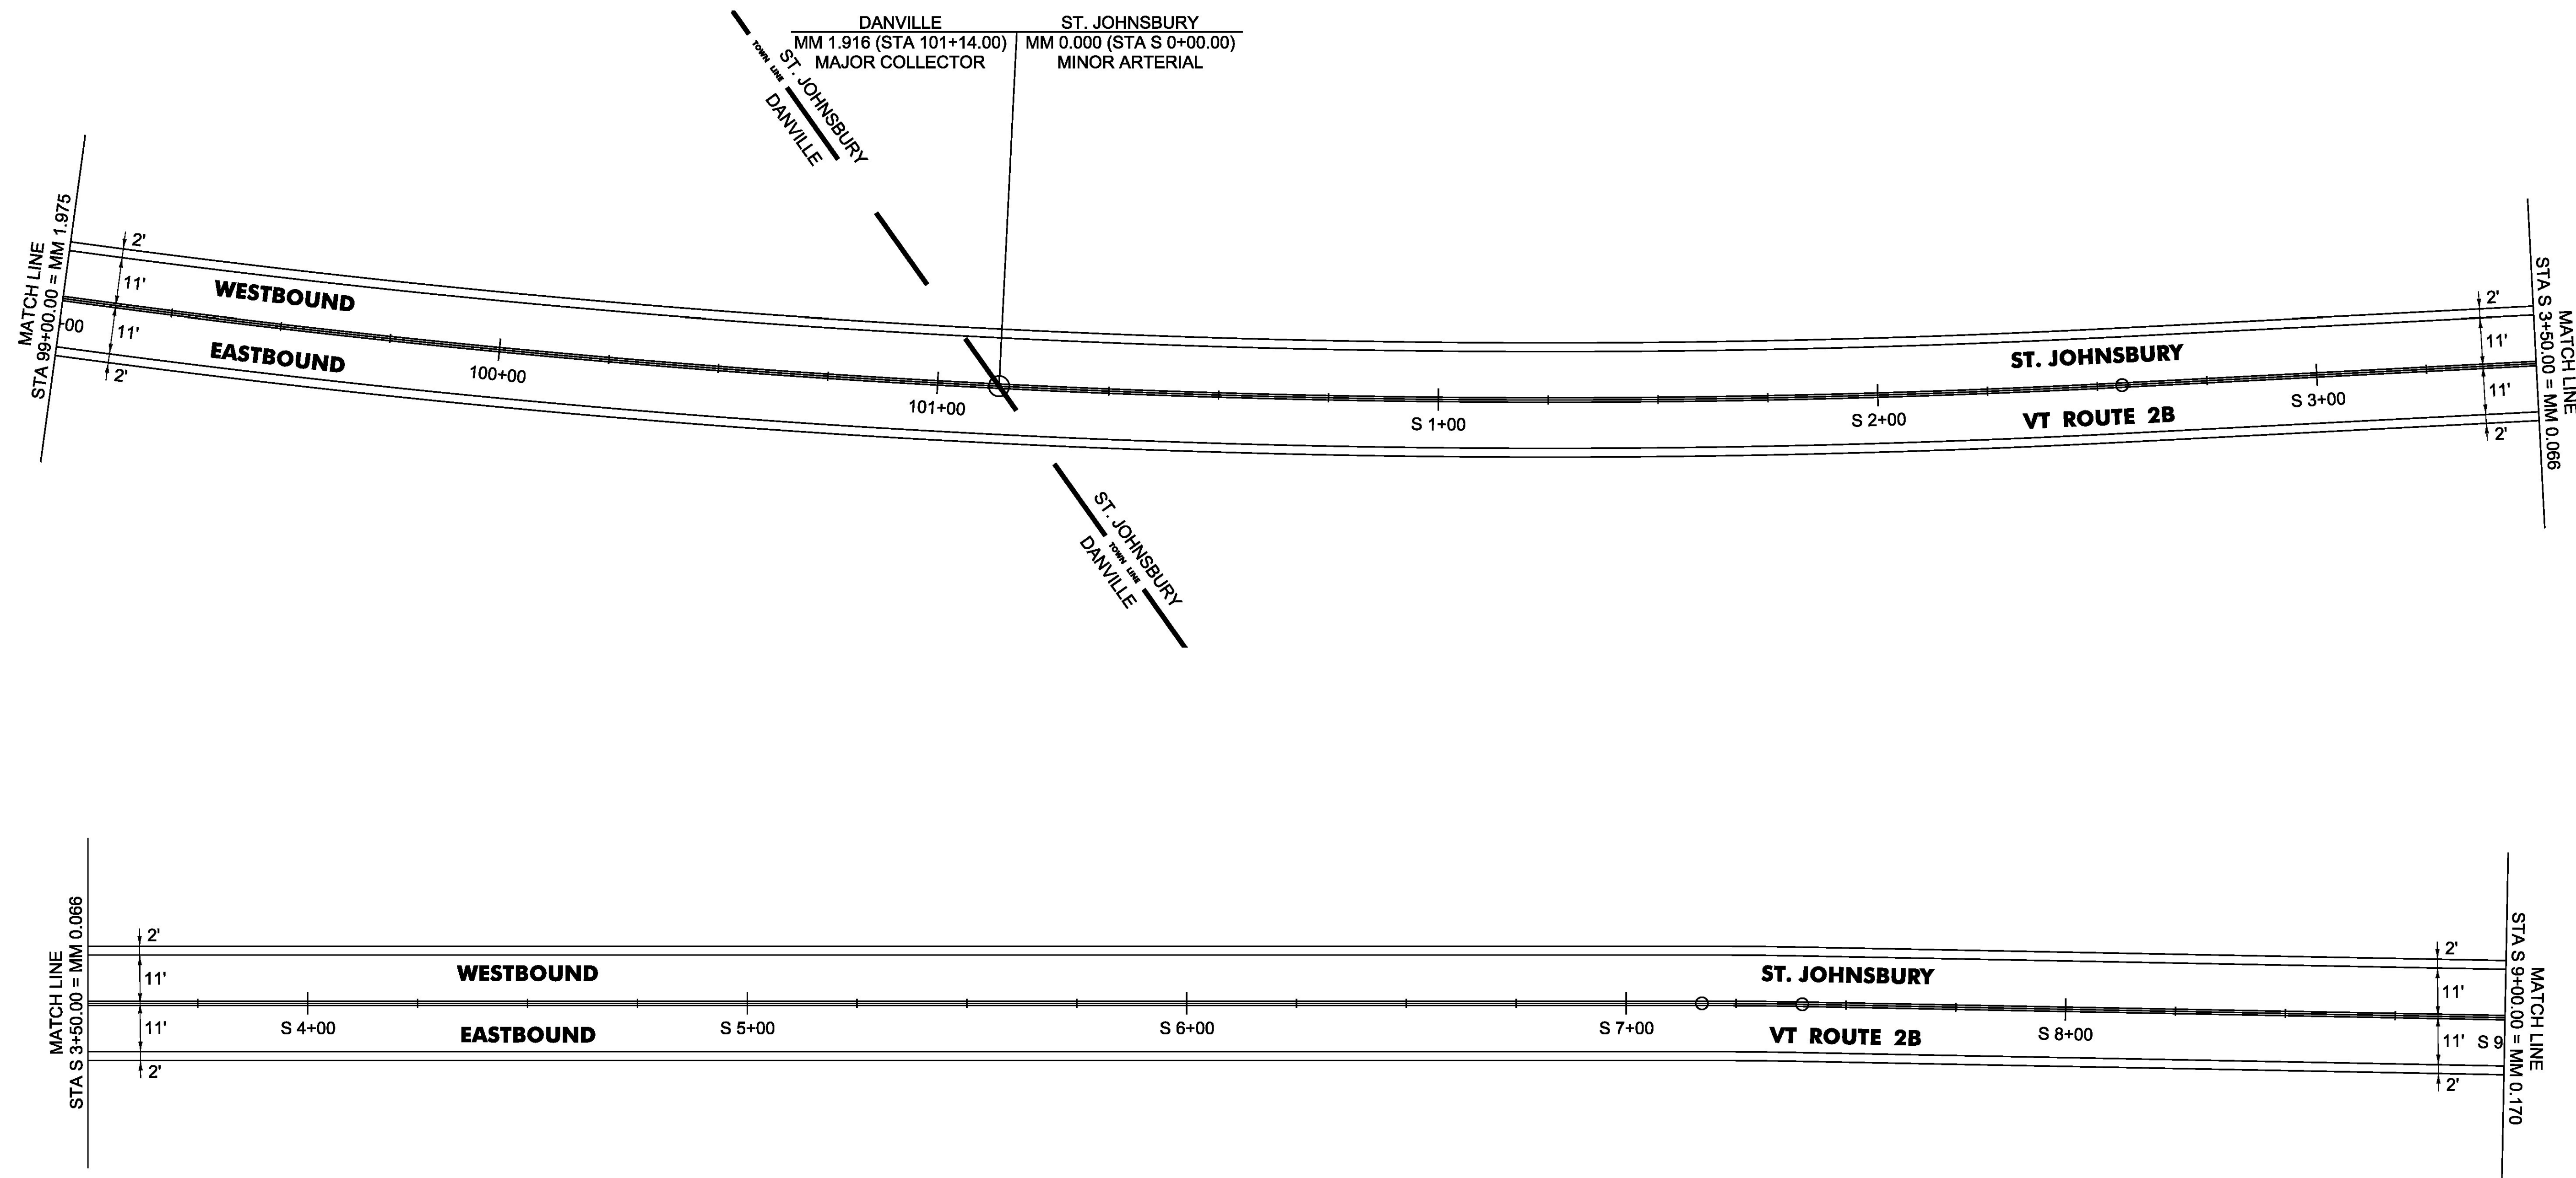 DANVILLE
ST. JOHNSBURY
MM 1.916 (STA 101+14.00)
MM 0.000 (STA S 0+00.00)
MAJOR COLLECTOR
MINOR ARTERIAL
ST. JOHNSBURY
TOWN LINE
DANVILLE
MATCH LINE
STA 99+00.00 = MM 1.975
2'
11'
11'
2'
+00
WESTBOUND
EASTBOUND
100+00
101+00
S 1+00
S 2+00
S 3+00
ST. JOHNSBURY
VT ROUTE 2B
2'
11'
11'
2'
STA S 3+50.00 = MM 0.066
MATCH LINE
ST. JOHNSBURY
TOWN LINE
DANVILLE
MATCH LINE
STA S 3+50.00 = MM 0.066
2'
11'
11'
2'
WESTBOUND
EASTBOUND
S 4+00
S 5+00
S 6+00
S 7+00
S 8+00
S 9
ST. JOHNSBURY
VT ROUTE 2B
2'
11'
11'
2'
STA S 9+00.00 = MM 0.170
MATCH LINE